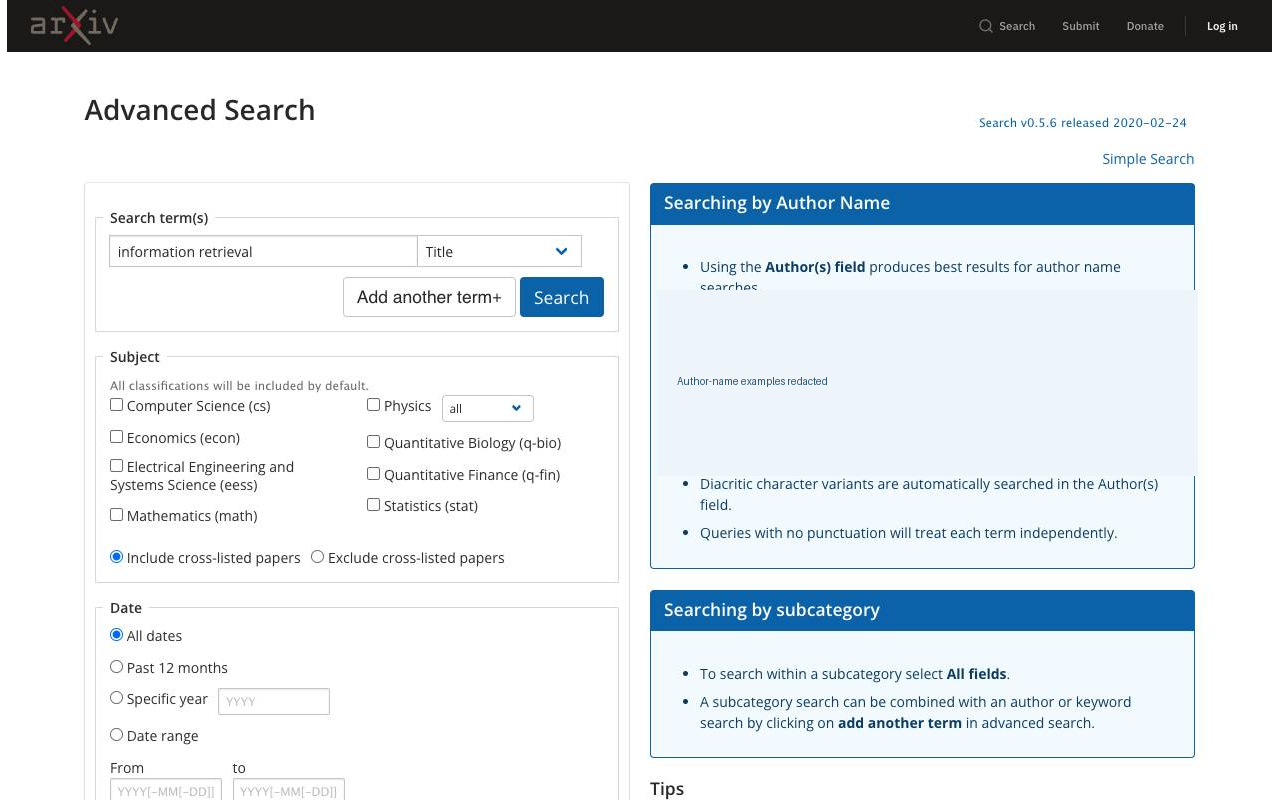 arXiv
Search
Submit
Donate
Log in
Advanced Search
Search v0.5.6 released 2020-02-24
Simple Search
Search term(s)
information retrieval
Title
Add another term+
Search
Subject
All classifications will be included by default.
Computer Science (cs)
Physics
all
Economics (econ)
Quantitative Biology (q-bio)
Electrical Engineering and
Systems Science (eess)
Quantitative Finance (q-fin)
Mathematics (math)
Statistics (stat)
Include cross-listed papers
Exclude cross-listed papers
Date
All dates
Past 12 months
Specific year
YYYY
Date range
From
to
YYYY[-MM[-DD]]
YYYY[-MM[-DD]]
Searching by Author Name
Using the Author(s) field produces best results for author name
searches.
Author-name examples redacted
Diacritic character variants are automatically searched in the Author(s)
field.
Queries with no punctuation will treat each term independently.
Searching by subcategory
To search within a subcategory select All fields.
A subcategory search can be combined with an author or keyword
search by clicking on add another term in advanced search.
Tips